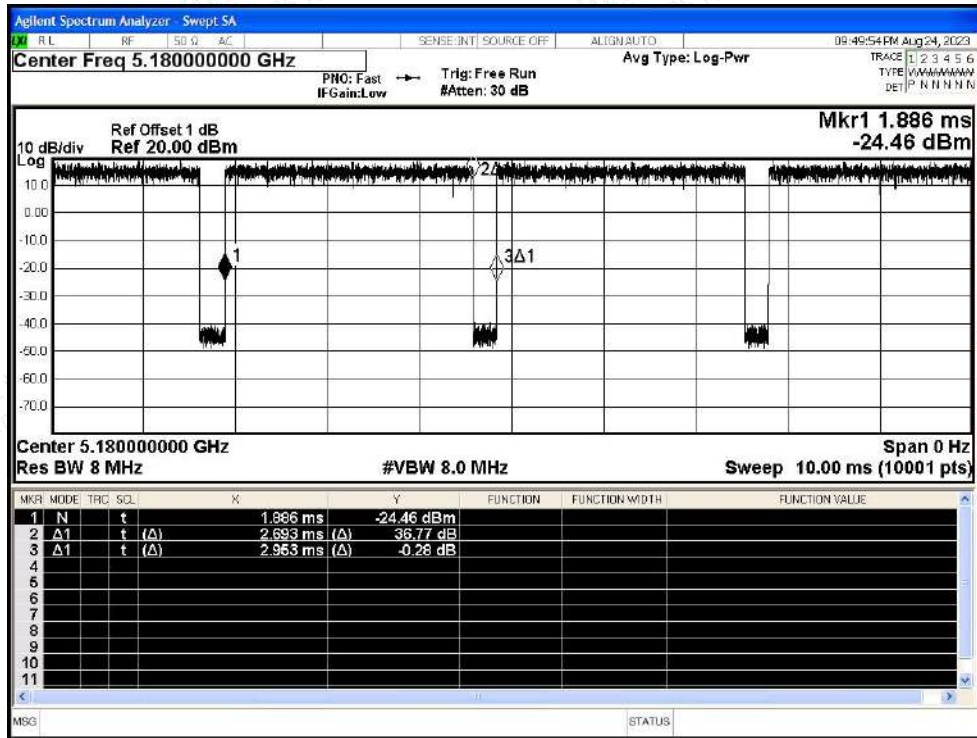 Agilent Spectrum Analyzer - Swept SA
LXI RL RF 50 Ω AC SENSE:INT SOURCE OFF ALIGN AUTO 09:49:54 PM Aug 24, 2023
Center Freq 5.180000000 GHz
PNO: Fast
IFGain:Low
Trig: Free Run
#Atten: 30 dB
Avg Type: Log-Pwr
TRACE 1 2 3 4 5 6
TYPE
DET P N N N N N
Mkr1 1.886 ms
-24.46 dBm
Ref Offset 1 dB
10 dB/div Ref 20.00 dBm
Log
10.0
0.00
-10.0
-20.0
-30.0
-40.0
-50.0
-60.0
-70.0
2Δ
1
3Δ1
Center 5.180000000 GHz Span 0 Hz
Res BW 8 MHz #VBW 8.0 MHz Sweep 10.00 ms (10001 pts)
MKR MODE TRC SCL X Y FUNCTION FUNCTION WIDTH FUNCTION VALUE
1 N t 1.886 ms -24.46 dBm
2 Δ1 t (Δ) 2.693 ms (Δ) 36.77 dB
3 Δ1 t (Δ) 2.953 ms (Δ) -0.28 dB
4
5
6
7
8
9
10
11
MSG STATUS